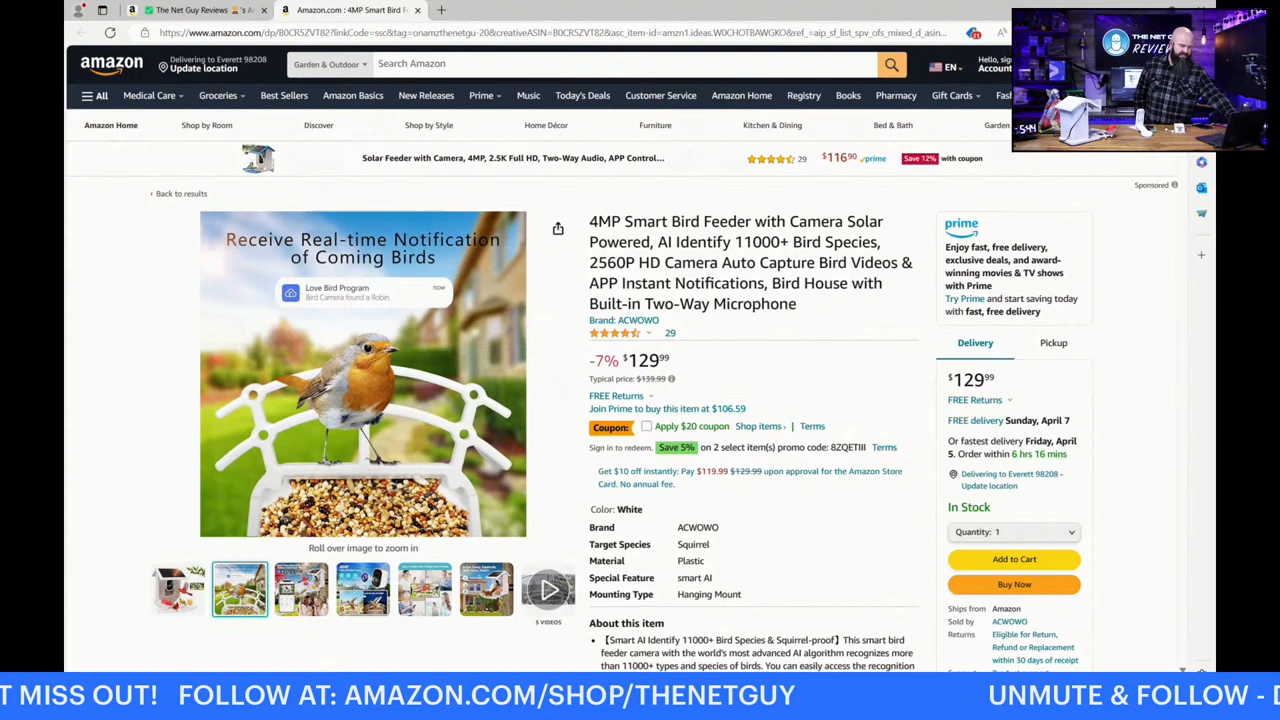 The Net Guy Reviews
's A
Amazon.com : 4MP Smart Bird F
https://www.amazon.com/dp/B0CR5ZVT82?linkCode=ssc&tag=onamzthenetgu-20&creativeASIN=B0CR5ZVT82&asc_item-id=amzn1.ideas.W0CHOTBAWGKO&ref_=aip_sf_list_spv_ofs_mixed_d_asin...
21
THE NET G
REVIEW
5:44
amazon
Delivering to Everett 98208
Update location
Garden & Outdoor
Search Amazon
EN
Hello, sig
Account
All
Medical Care
Groceries
Best Sellers
Amazon Basics
New Releases
Prime
Music
Today's Deals
Customer Service
Amazon Home
Registry
Books
Pharmacy
Gift Cards
Fas
Amazon Home
Shop by Room
Discover
Shop by Style
Home Décor
Furniture
Kitchen & Dining
Bed & Bath
Garden
Solar Feeder with Camera, 4MP, 2.5K Full HD, Two-Way Audio, APP Control...
29
$11690
prime
Save 12% with coupon
Sponsored
‹ Back to results
Receive Real-time Notification
of Coming Birds
Love Bird Program
now
Bird Camera found a Robin.
Roll over image to zoom in
5 VIDEOS
4MP Smart Bird Feeder with Camera Solar
Powered, AI Identify 11000+ Bird Species,
2560P HD Camera Auto Capture Bird Videos &
APP Instant Notifications, Bird House with
Built-in Two-Way Microphone
Brand: ACWOWO
29
-7% $12999
Typical price: $139.99
FREE Returns
Join Prime to buy this item at $106.59
Coupon: Apply $20 coupon Shop items › | Terms
Sign in to redeem. Save 5% on 2 select item(s) promo code: 8ZQETIII Terms
Get $10 off instantly: Pay $119.99 $129.99 upon approval for the Amazon Store
Card. No annual fee.
Color: White
Brand ACWOWO
Target Species Squirrel
Material Plastic
Special Feature smart AI
Mounting Type Hanging Mount
About this item
• 【Smart AI Identify 11000+ Bird Species & Squirrel-proof】This smart bird
feeder camera with the world's most advanced AI algorithm recognizes more
than 11000+ types and species of birds. You can easily access the recognition
prime
Enjoy fast, free delivery,
exclusive deals, and award-
winning movies & TV shows
with Prime
Try Prime and start saving today
with fast, free delivery
Delivery
Pickup
$12999
FREE Returns
FREE delivery Sunday, April 7
Or fastest delivery Friday, April
5. Order within 6 hrs 16 mins
Delivering to Everett 98208 -
Update location
In Stock
Quantity: 1
Add to Cart
Buy Now
Ships from Amazon
Sold by ACWOWO
Returns Eligible for Return,
Refund or Replacement
within 30 days of receipt
T MISS OUT! FOLLOW AT: AMAZON.COM/SHOP/THENETGUY
UNMUTE & FOLLOW - D